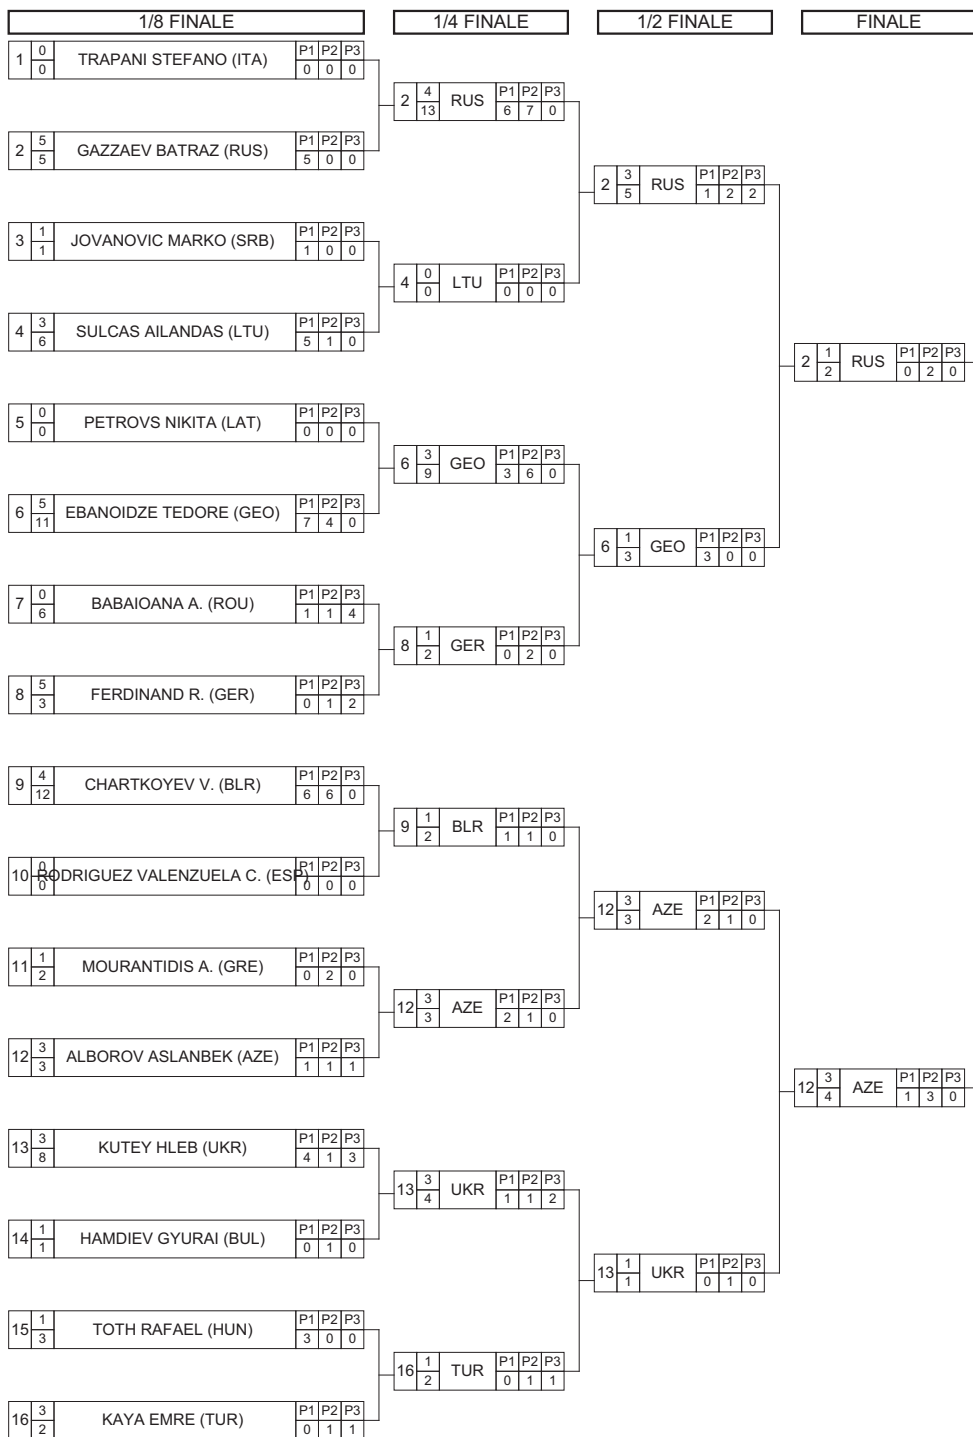 1/8 FINALE 1/4 FINALE 1/2 FINALE FINALE
1 0 0 TRAPANI STEFANO (ITA) P1 P2 P3 0 0 0
2 4 13 RUS P1 P2 P3 6 7 0
2 5 5 GAZZAEV BATRAZ (RUS) P1 P2 P3 5 0 0
2 3 5 RUS P1 P2 P3 1 2 2
3 1 1 JOVANOVIC MARKO (SRB) P1 P2 P3 1 0 0
4 0 0 LTU P1 P2 P3 0 0 0
4 3 6 SULCAS AILANDAS (LTU) P1 P2 P3 5 1 0
2 1 2 RUS P1 P2 P3 0 2 0
5 0 0 PETROVS NIKITA (LAT) P1 P2 P3 0 0 0
6 3 9 GEO P1 P2 P3 3 6 0
6 5 11 EBANOIDZE TEDORE (GEO) P1 P2 P3 7 4 0
6 1 3 GEO P1 P2 P3 3 0 0
7 0 6 BABAIOANA A. (ROU) P1 P2 P3 1 1 4
8 1 2 GER P1 P2 P3 0 2 0
8 5 3 FERDINAND R. (GER) P1 P2 P3 0 1 2
9 4 12 CHARTKOYEV V. (BLR) P1 P2 P3 6 6 0
9 1 2 BLR P1 P2 P3 1 1 0
10 0 0 RODRIGUEZ VALENZUELA C. (ESP) P1 P2 P3 0 0 0
12 3 3 AZE P1 P2 P3 2 1 0
11 1 2 MOURANTIDIS A. (GRE) P1 P2 P3 0 2 0
12 3 3 AZE P1 P2 P3 2 1 0
12 3 3 ALBOROV ASLANBEK (AZE) P1 P2 P3 1 1 1
12 3 4 AZE P1 P2 P3 1 3 0
13 3 8 KUTEY HLEB (UKR) P1 P2 P3 4 1 3
13 3 4 UKR P1 P2 P3 1 1 2
14 1 1 HAMDIEV GYURAI (BUL) P1 P2 P3 0 1 0
13 1 1 UKR P1 P2 P3 0 1 0
15 1 3 TOTH RAFAEL (HUN) P1 P2 P3 3 0 0
16 1 2 TUR P1 P2 P3 0 1 1
16 3 2 KAYA EMRE (TUR) P1 P2 P3 0 1 1